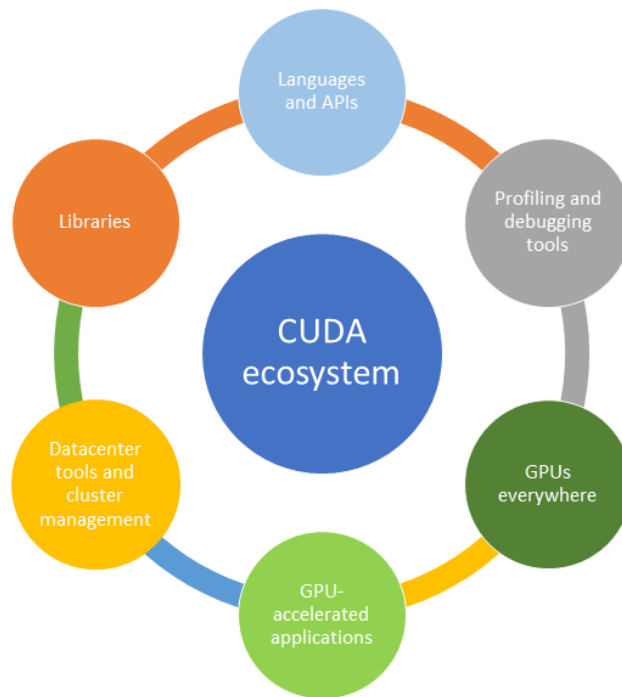 Languages
and APIs
Profiling and
debugging
tools
GPUs
everywhere
GPU-
accelerated
applications
Datacenter
tools and
cluster
management
Libraries
CUDA
ecosystem